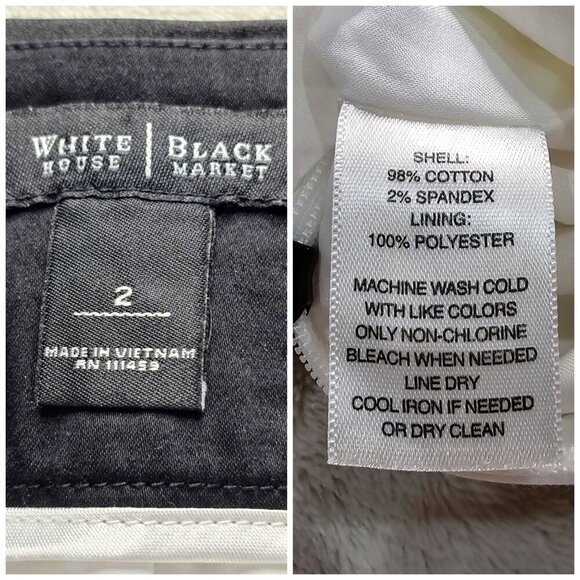 WHITE HOUSE | BLACK MARKET
2
MADE IN VIETNAM
RN 111459
SHELL:
98% COTTON
2% SPANDEX
LINING:
100% POLYESTER
MACHINE WASH COLD
WITH LIKE COLORS
ONLY NON-CHLORINE
BLEACH WHEN NEEDED
LINE DRY
COOL IRON IF NEEDED
OR DRY CLEAN